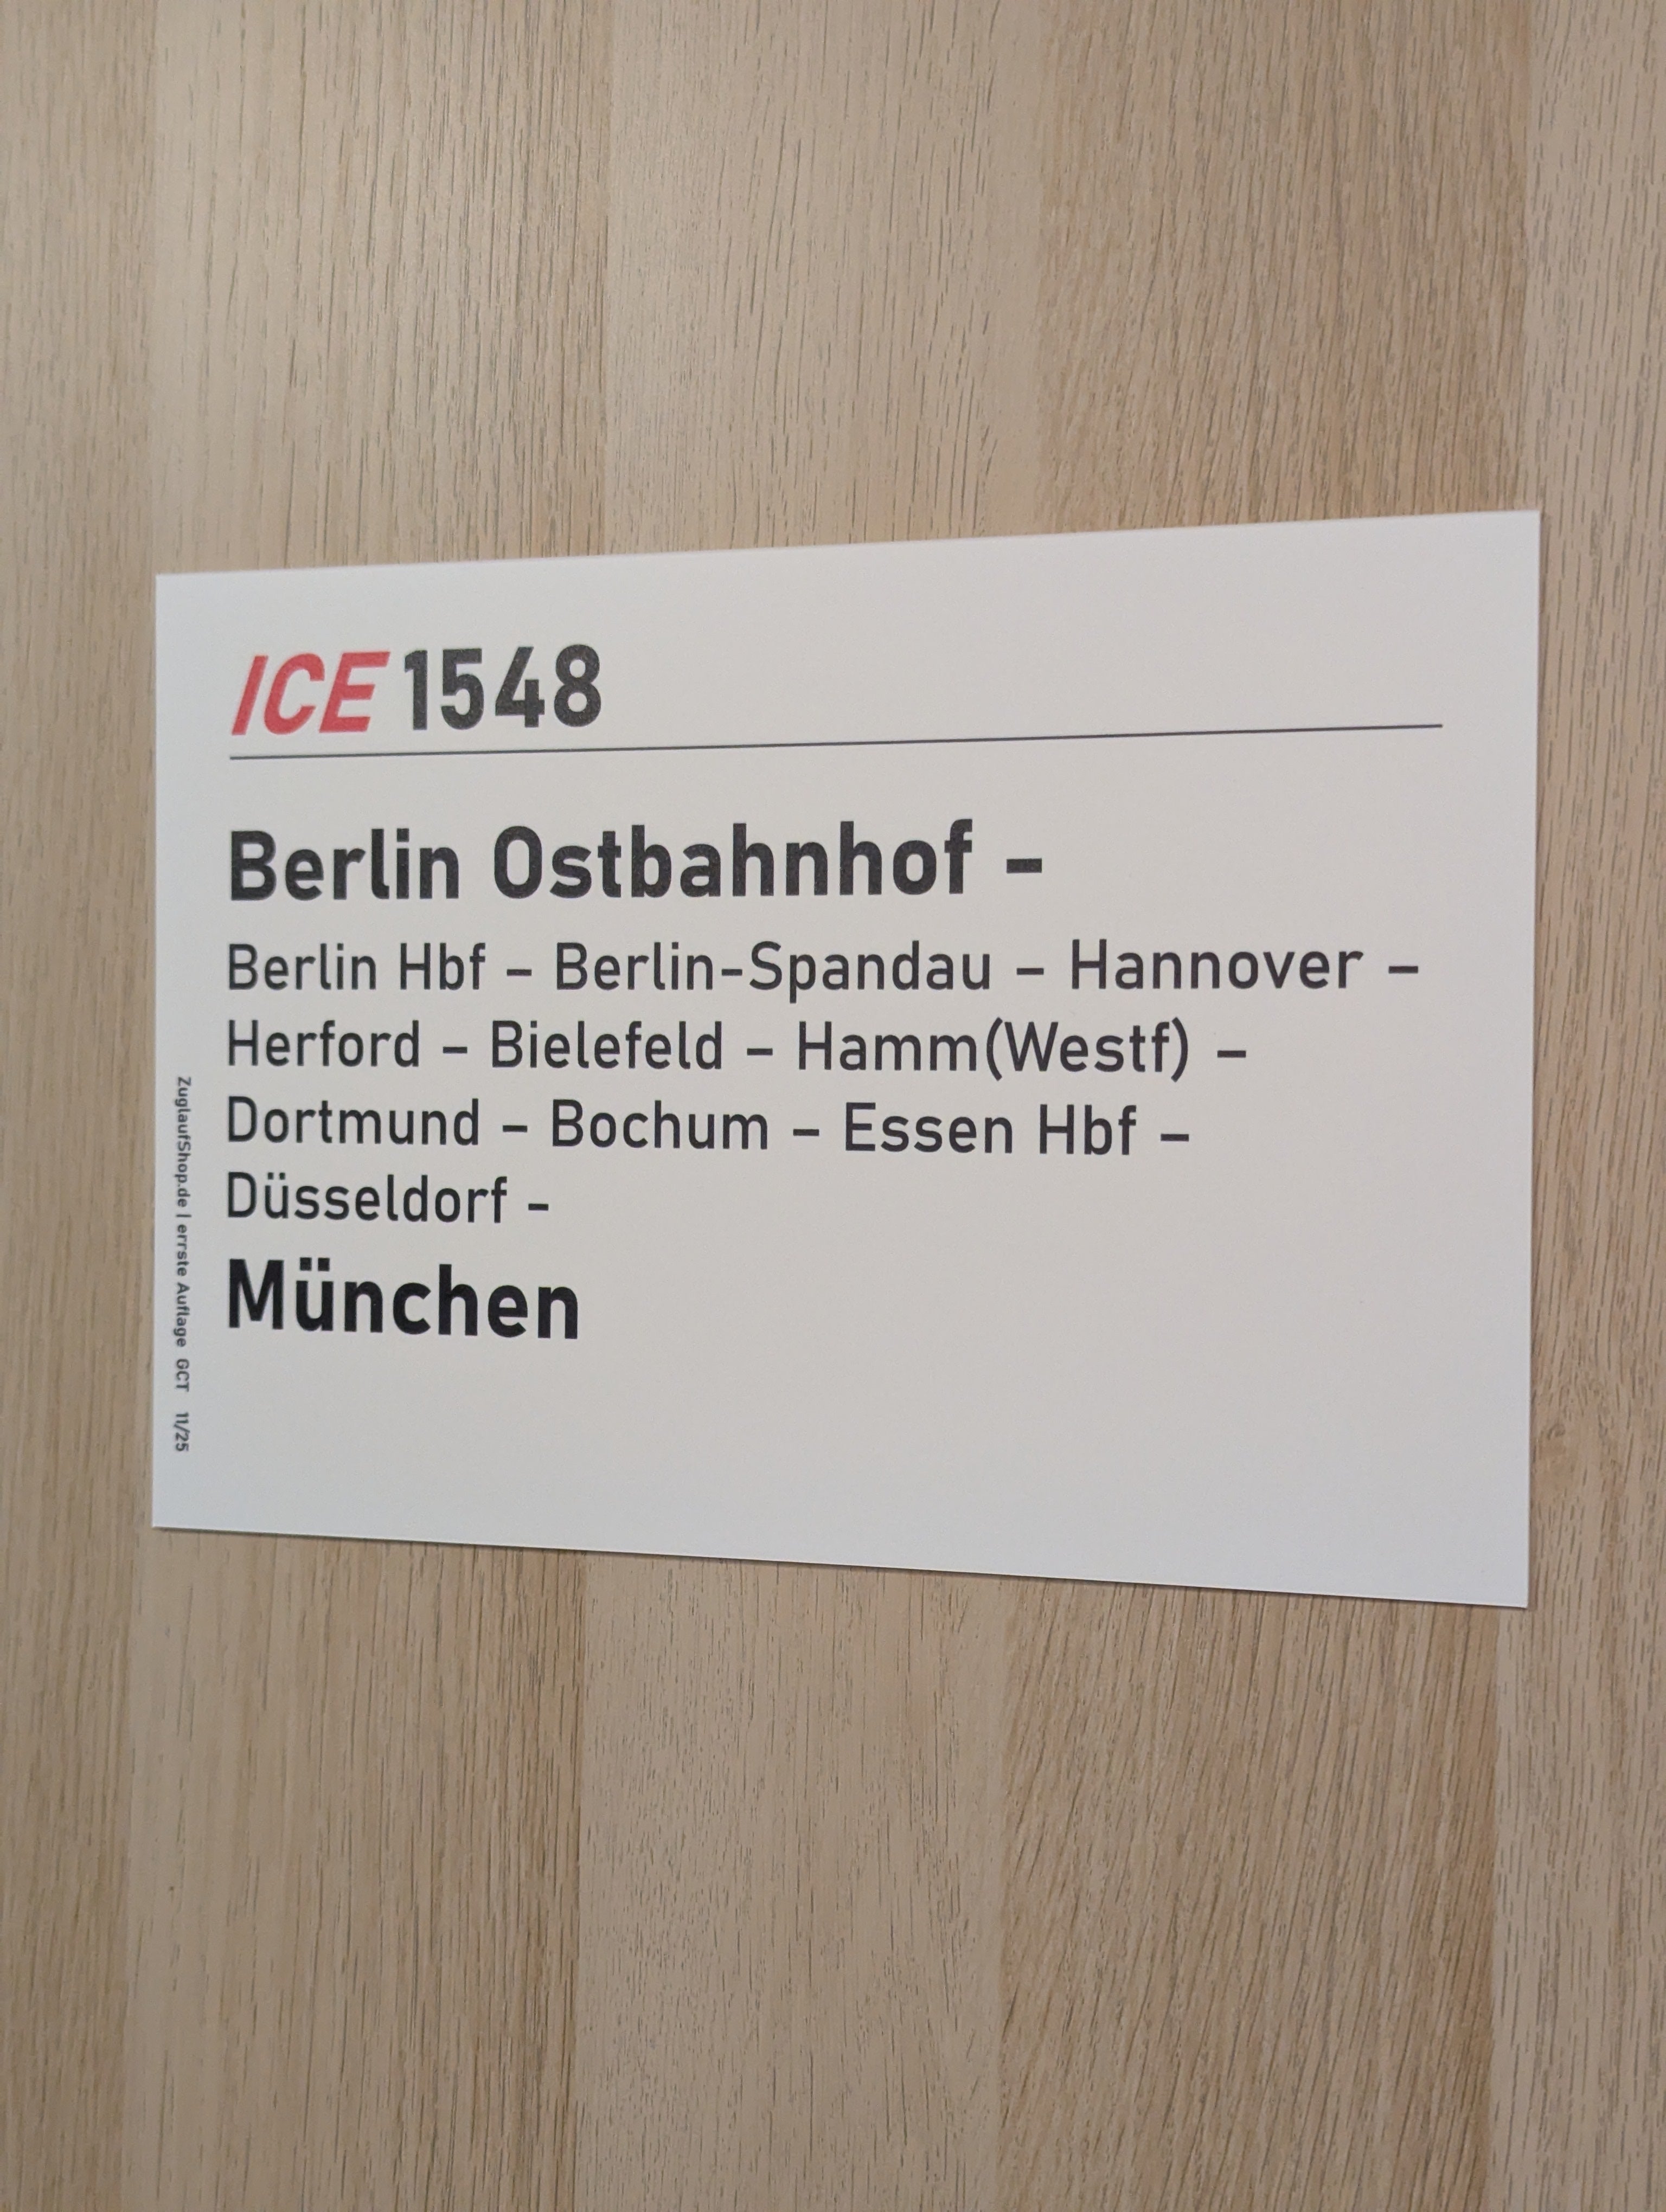 ICE 1548
Berlin Ostbahnhof –
Berlin Hbf – Berlin-Spandau – Hannover –
Herford – Bielefeld – Hamm(Westf) –
Dortmund – Bochum – Essen Hbf –
Düsseldorf –
München
ZuglaufShop.de | errste Auflage GCT 11/25